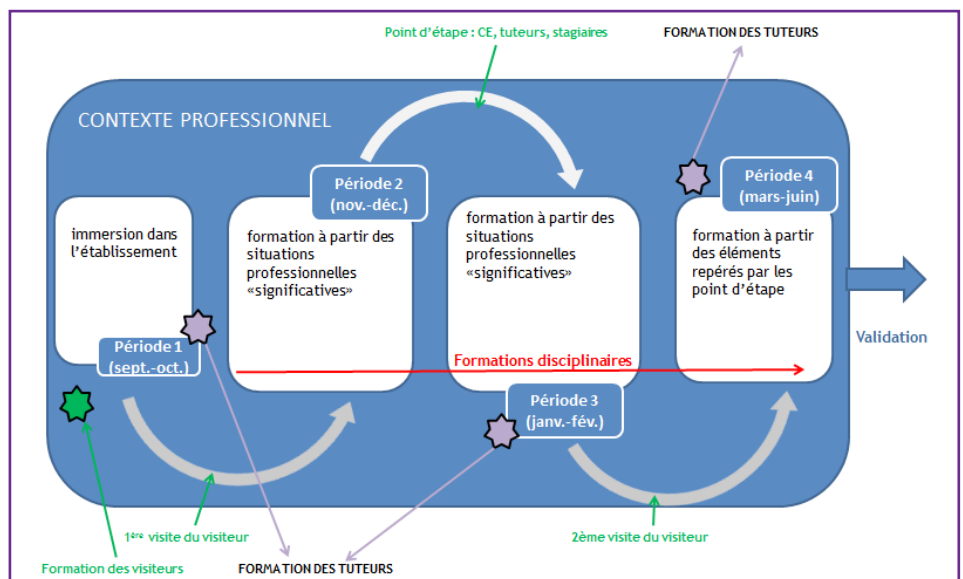 Point d'étape : CE, tuteurs, stagiaires
FORMATION DES TUTEURS
CONTEXTE PROFESSIONNEL
Période 2
(nov.-déc.)
Période 4
(mars-juin)
immersion dans
l'établissement
formation à partir des
situations
professionnelles
«significatives»
formation à partir des
situations
professionnelles
«significatives»
formation à partir
des éléments
repérés par les
point d'étape
Période 1
(sept.-oct.)
Formations disciplinaires
Validation
Période 3
(janv.-fév.)
1ère visite du visiteur
2ème visite du visiteur
Formation des visiteurs
FORMATION DES TUTEURS